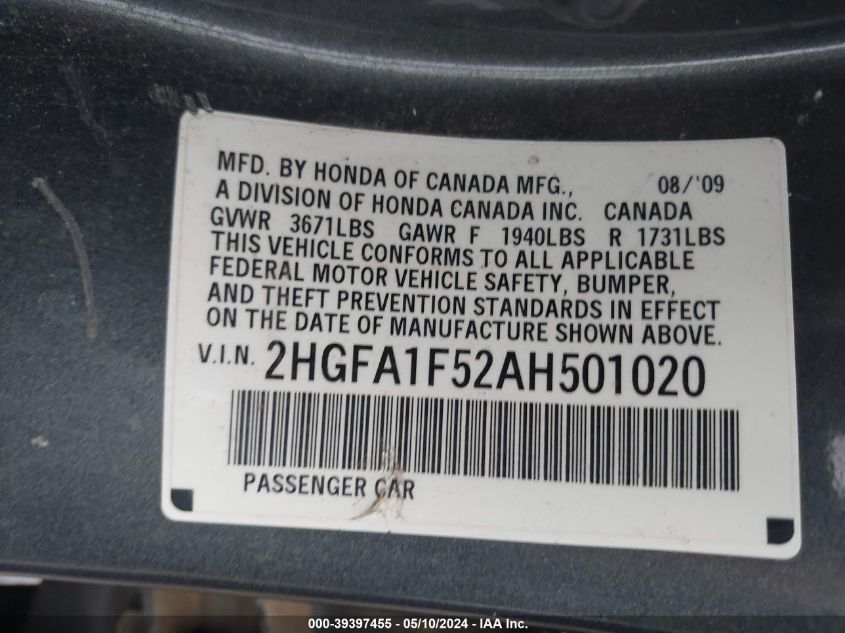 MFD. BY HONDA OF CANADA MFG., 08/'09
A DIVISION OF HONDA CANADA INC. CANADA
GVWR 3671LBS GAWR F 1940LBS R 1731LBS
THIS VEHICLE CONFORMS TO ALL APPLICABLE
FEDERAL MOTOR VEHICLE SAFETY, BUMPER,
AND THEFT PREVENTION STANDARDS IN EFFECT
ON THE DATE OF MANUFACTURE SHOWN ABOVE.
V.I.N. 2HGFA1F52AH501020
PASSENGER CAR
000-39397455 - 05/10/2024 - IAA Inc.